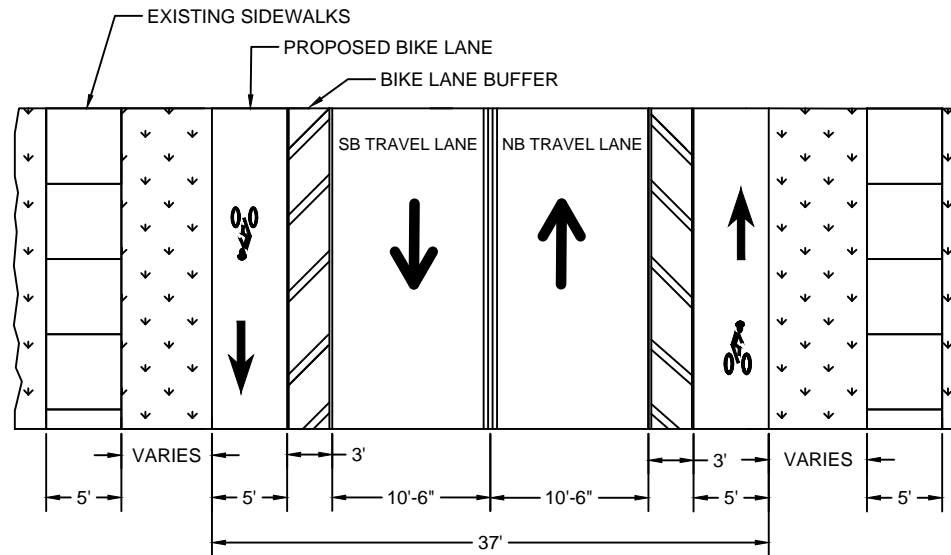 EXISTING SIDEWALKS
PROPOSED BIKE LANE
BIKE LANE BUFFER
SB TRAVEL LANE
NB TRAVEL LANE
VARIES
3'
3'
VARIES
5'
5'
10'-6"
10'-6"
5'
5'
37'